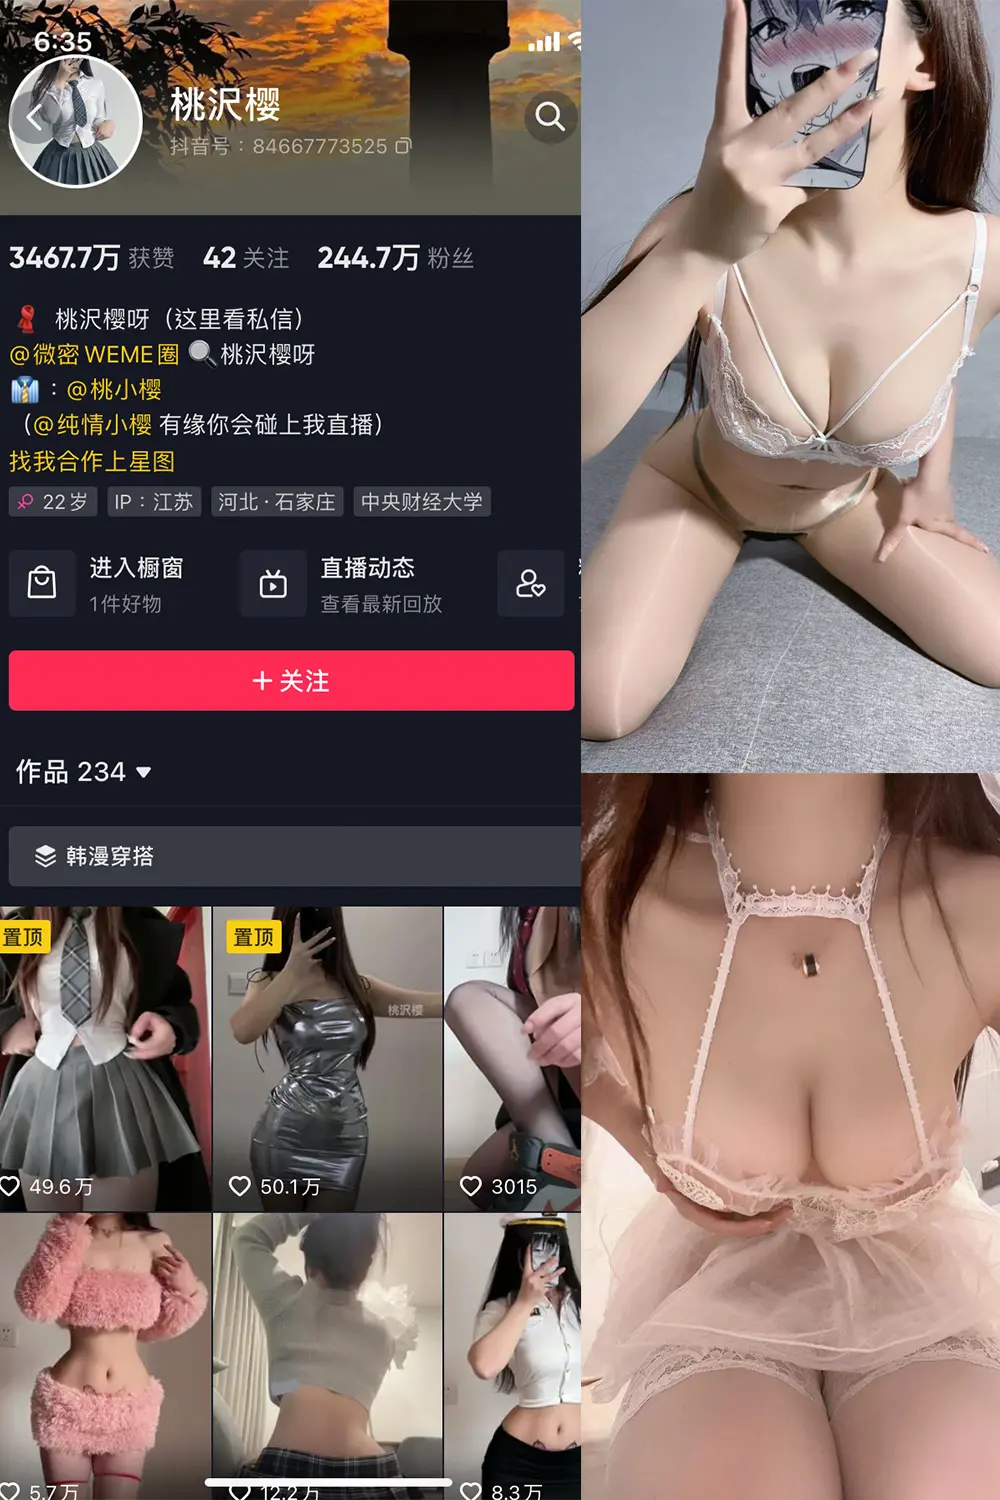 6:35
桃沢樱
抖音号：84667773525
3467.7万 获赞 42 关注 244.7万 粉丝
桃沢樱呀（这里看私信）
@微密WEME圈 桃沢樱呀
：@桃小樱
（@纯情小樱 有缘你会碰上我直播）
找我合作上星图
22岁 IP：江苏 河北·石家庄 中央财经大学
进入橱窗 直播动态
1件好物 查看最新回放
+ 关注
作品 234
韩漫穿搭
置顶 置顶
桃沢樱
49.6万 50.1万 3015
5.7万 12.2万 8.3万